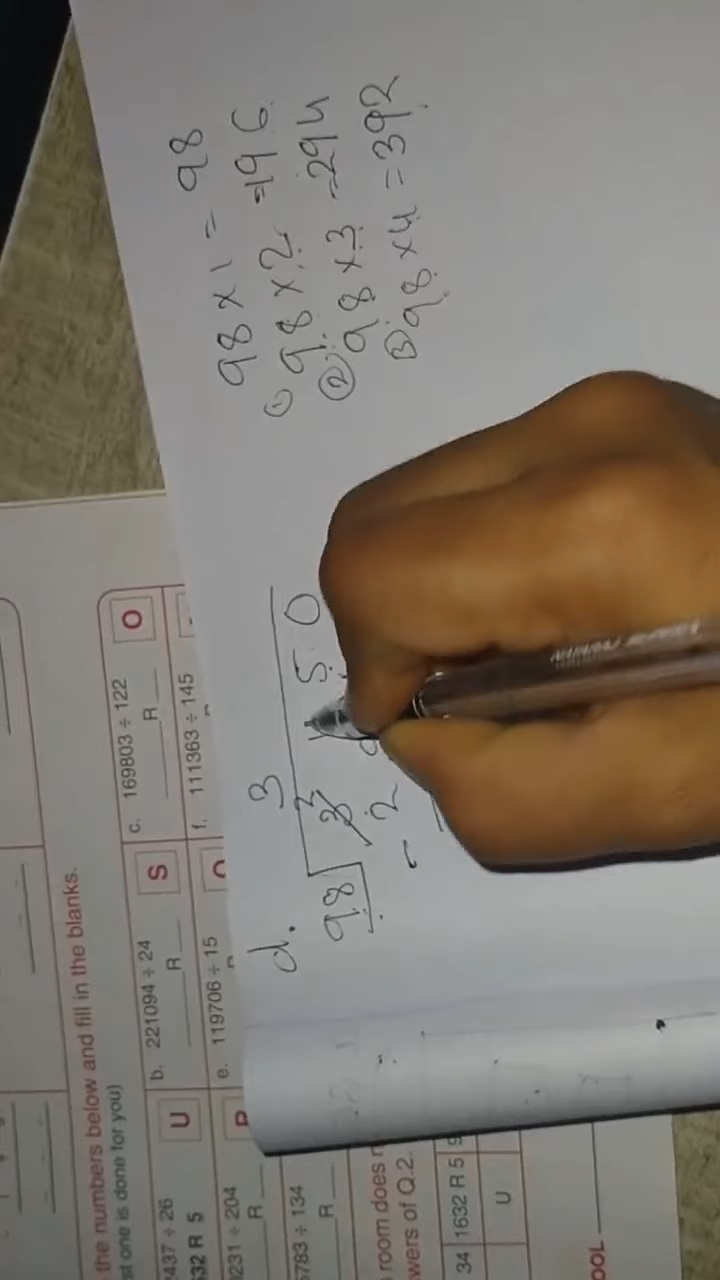 98 × 1 = 98
① 98 × 2 = 196
② 98 × 3 = 294
③ 98 × 4 = 392
d.
3
98
2
3
5 0
- 2
the numbers below and fill in the blanks.
st one is done for you)
437 ÷ 26
U
b. 221094 ÷ 24
S
c. 169803 ÷ 122
O
32 R 5
R
R
231 ÷ 204
e. 119706 ÷ 15
f. 111363 ÷ 145
R
783 ÷ 134
R
room does
wers of Q.2.
34
1632 R 5
U
OOL